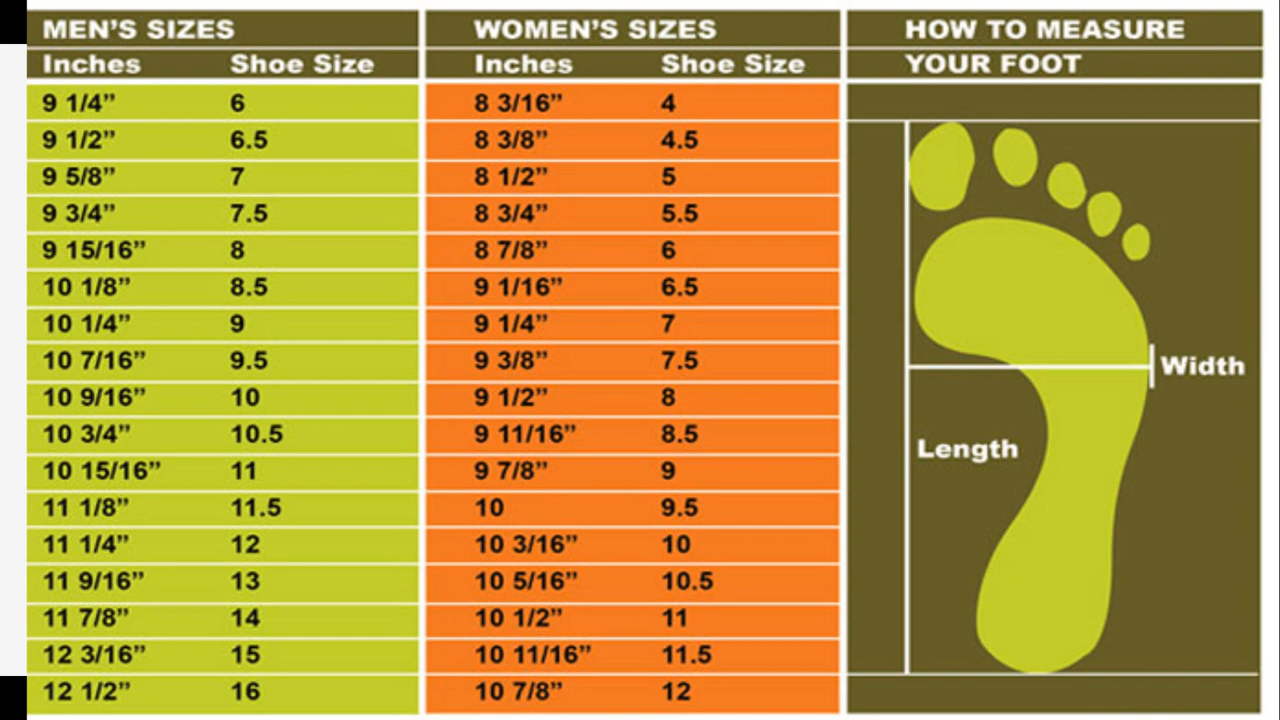 MEN’S SIZES WOMEN’S SIZES HOW TO MEASURE
Inches Shoe Size Inches Shoe Size YOUR FOOT
9 1/4” 6 8 3/16” 4
9 1/2” 6.5 8 3/8” 4.5
9 5/8” 7 8 1/2” 5
9 3/4” 7.5 8 3/4” 5.5
9 15/16” 8 8 7/8” 6
10 1/8” 8.5 9 1/16” 6.5
10 1/4” 9 9 1/4” 7
10 7/16” 9.5 9 3/8” 7.5 Width
10 9/16” 10 9 1/2” 8
10 3/4” 10.5 9 11/16” 8.5 Length
10 15/16” 11 9 7/8” 9
11 1/8” 11.5 10 9.5
11 1/4” 12 10 3/16” 10
11 9/16” 13 10 5/16” 10.5
11 7/8” 14 10 1/2” 11
12 3/16” 15 10 11/16” 11.5
12 1/2” 16 10 7/8” 12